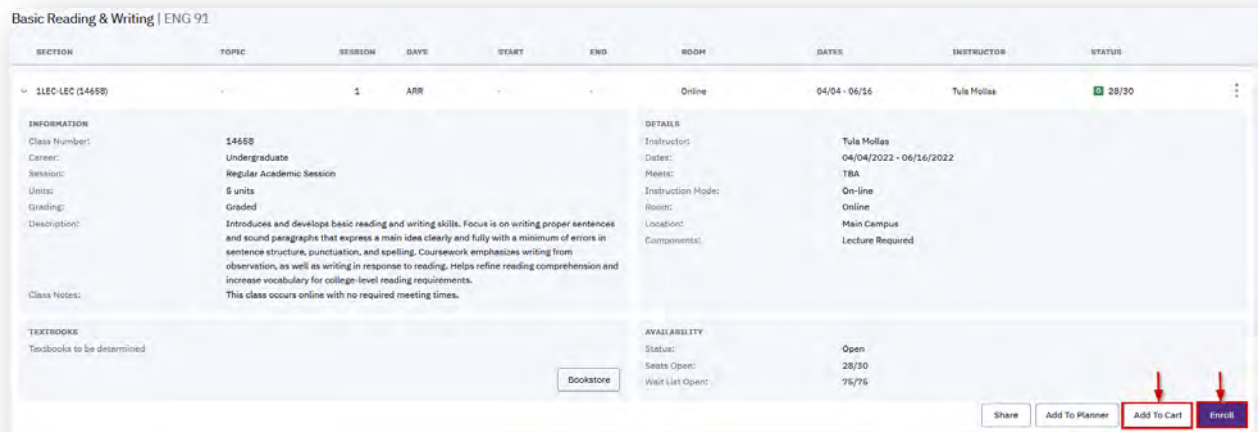 Basic Reading & Writing | ENG 91
SECTION TOPIC SESSION DAYS START END ROOM DATES INSTRUCTOR STATUS
1LEC-LEC (14658) - 1 ARR - - Online 04/04 - 06/16 Tula Mollas O 28/30
INFORMATION
Class Number: 14658
Career: Undergraduate
Session: Regular Academic Session
Units: 5 units
Grading: Graded
Description: Introduces and develops basic reading and writing skills. Focus is on writing proper sentences
and sound paragraphs that express a main idea clearly and fully with a minimum of errors in
sentence structure, punctuation, and spelling. Coursework emphasizes writing from
observation, as well as writing in response to reading. Helps refine reading comprehension and
increase vocabulary for college-level reading requirements.
Class Notes: This class occurs online with no required meeting times.
DETAILS
Instructor: Tula Mollas
Dates: 04/04/2022 - 06/16/2022
Meets: TBA
Instruction Mode: On-line
Room: Online
Location: Main Campus
Components: Lecture Required
TEXTBOOKS
Textbooks to be determined
Bookstore
AVAILABILITY
Status: Open
Seats Open: 28/30
Wait List Open: 75/75
Share Add To Planner Add To Cart Enroll